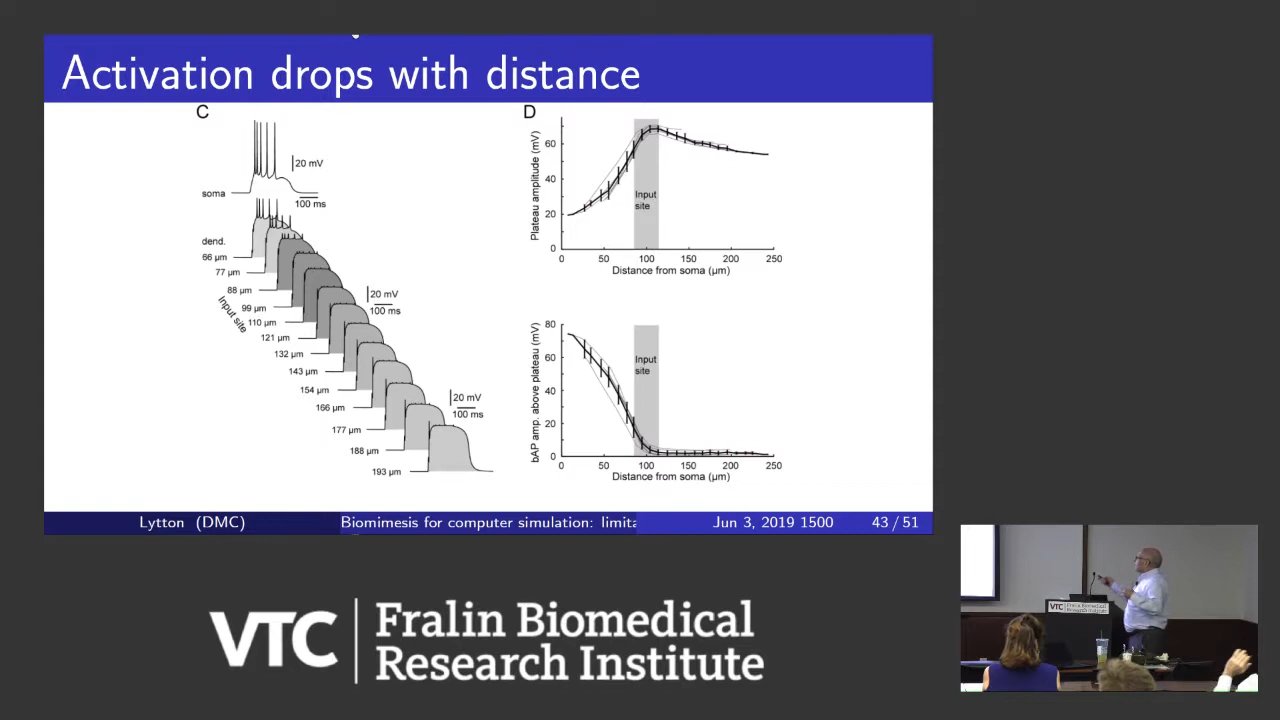 Activation drops with distance
C
20 mV
100 ms
soma
dend.
66 µm
77 µm
88 µm
99 µm
110 µm
121 µm
132 µm
143 µm
154 µm
166 µm
177 µm
188 µm
193 µm
Input site
20 mV
100 ms
20 mV
100 ms
D
Plateau amplitude (mV)
60
40
20
0
Input
site
0 50 100 150 200 250
Distance from soma (µm)
bAP amp. above plateau (mV)
80
60
40
20
0
Input
site
0 50 100 150 200 250
Distance from soma (µm)
Lytton (DMC) Biomimesis for computer simulation: limita Jun 3, 2019 1500 43 / 51
VTC Fralin Biomedical
Research Institute
VTC Fralin Biomedical
Research Institute